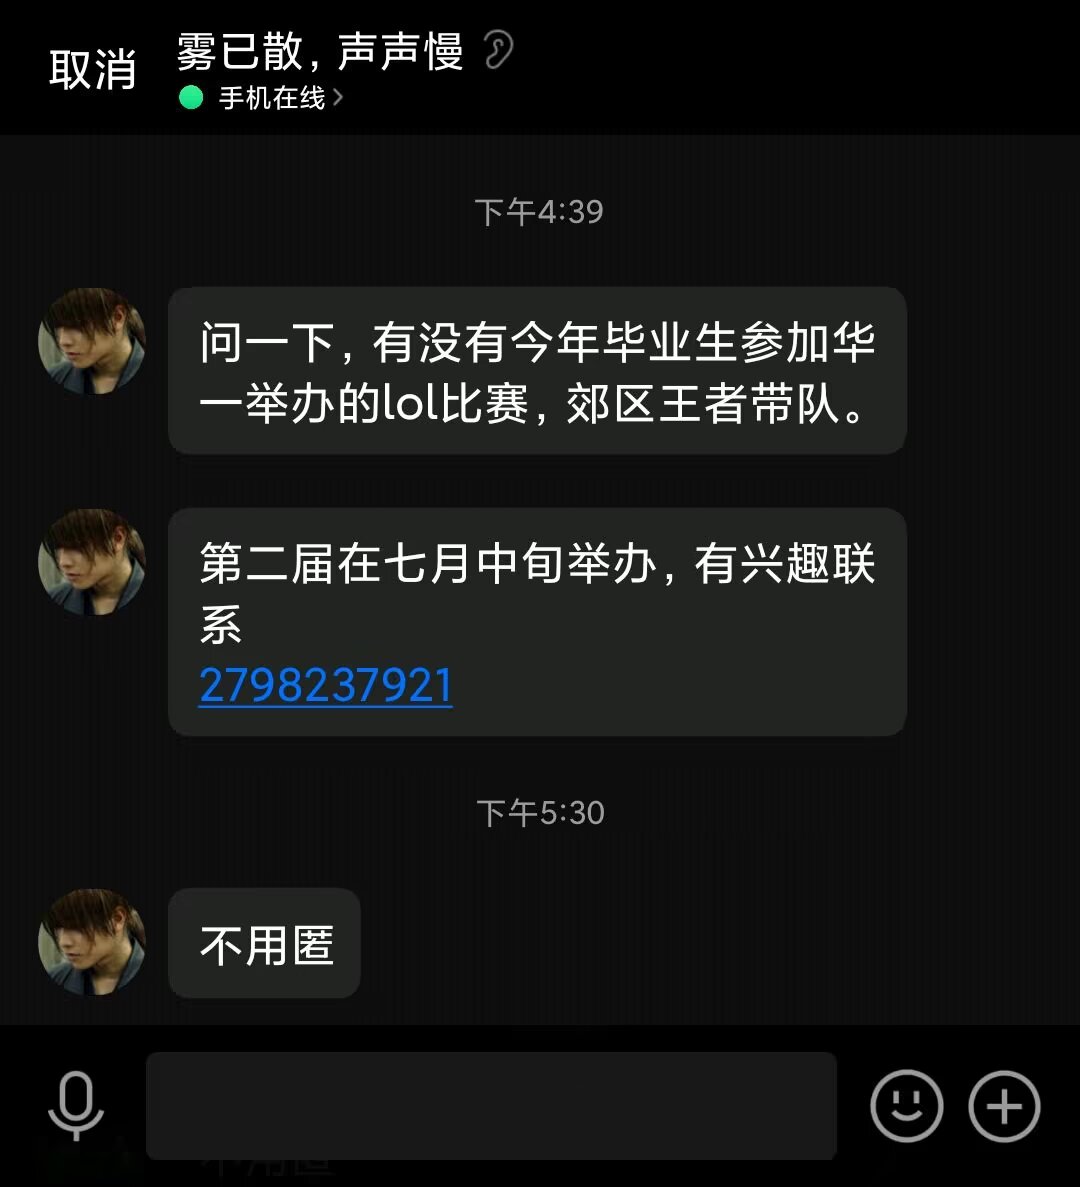 取消
雾已散，声声慢
手机在线
下午4:39
问一下，有没有今年毕业生参加华
一举办的lol比赛，郊区王者带队。
第二届在七月中旬举办，有兴趣联
系
2798237921
下午5:30
不用匿
不用匿